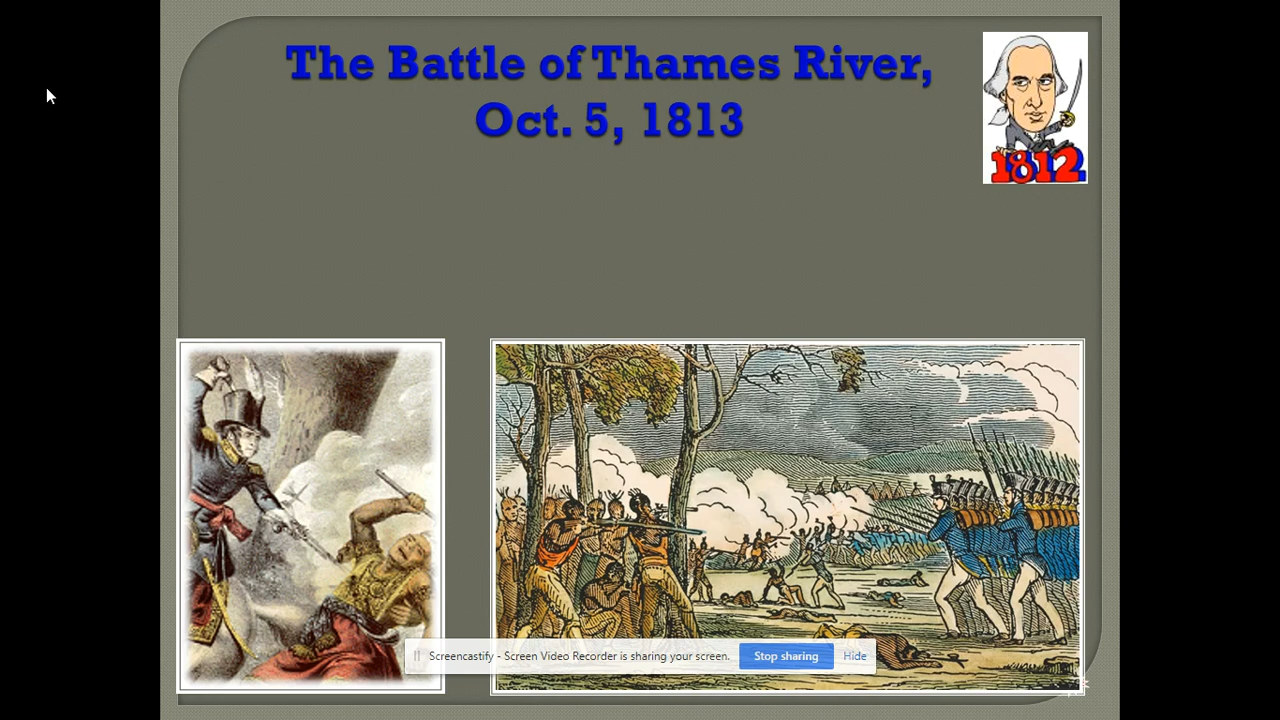 The Battle of Thames River,
Oct. 5, 1813
1812
Screencastify - Screen Video Recorder is sharing your screen. Stop sharing Hide